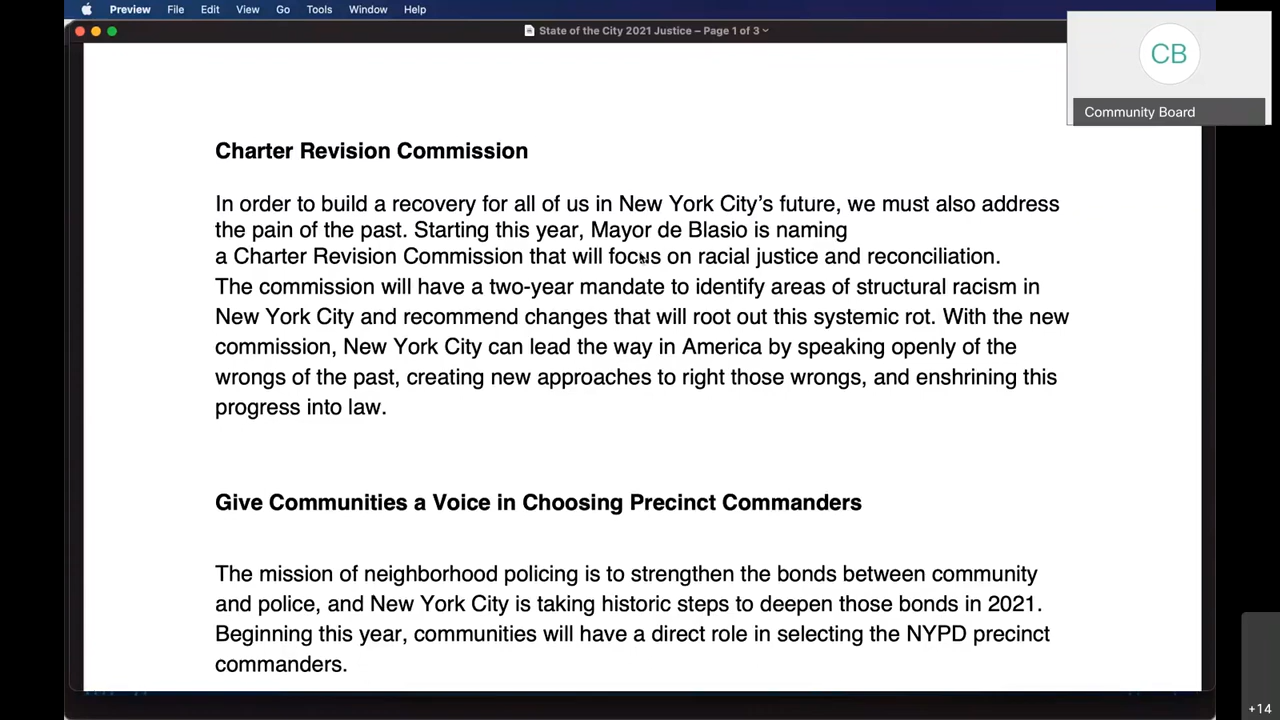 Preview File Edit View Go Tools Window Help
State of the City 2021 Justice – Page 1 of 3
CB
Community Board
Charter Revision Commission
In order to build a recovery for all of us in New York City's future, we must also address
the pain of the past. Starting this year, Mayor de Blasio is naming
a Charter Revision Commission that will focus on racial justice and reconciliation.
The commission will have a two-year mandate to identify areas of structural racism in
New York City and recommend changes that will root out this systemic rot. With the new
commission, New York City can lead the way in America by speaking openly of the
wrongs of the past, creating new approaches to right those wrongs, and enshrining this
progress into law.
Give Communities a Voice in Choosing Precinct Commanders
The mission of neighborhood policing is to strengthen the bonds between community
and police, and New York City is taking historic steps to deepen those bonds in 2021.
Beginning this year, communities will have a direct role in selecting the NYPD precinct
commanders.
+14